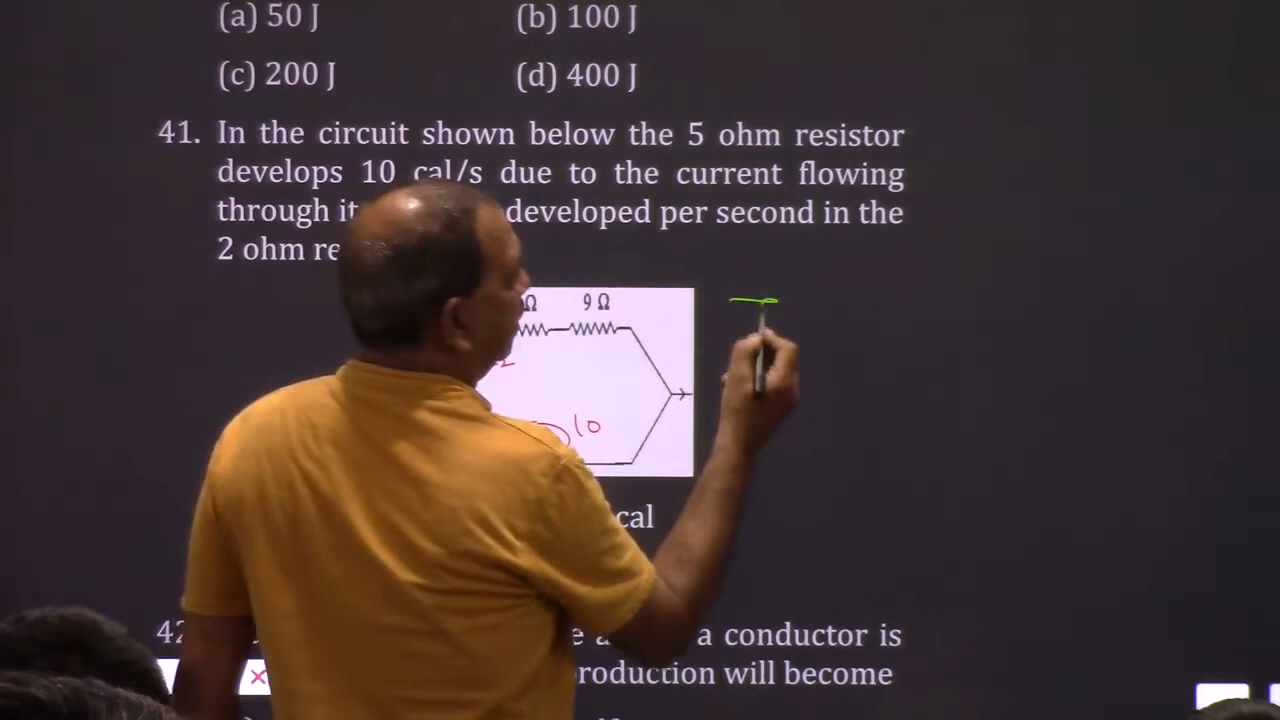 (a) 50 J (b) 100 J
(c) 200 J (d) 400 J
41. In the circuit shown below the 5 ohm resistor
develops 10 cal/s due to the current flowing
through it developed per second in the
2 ohm
Ω 9 Ω
2
10
cal
a conductor is
will become